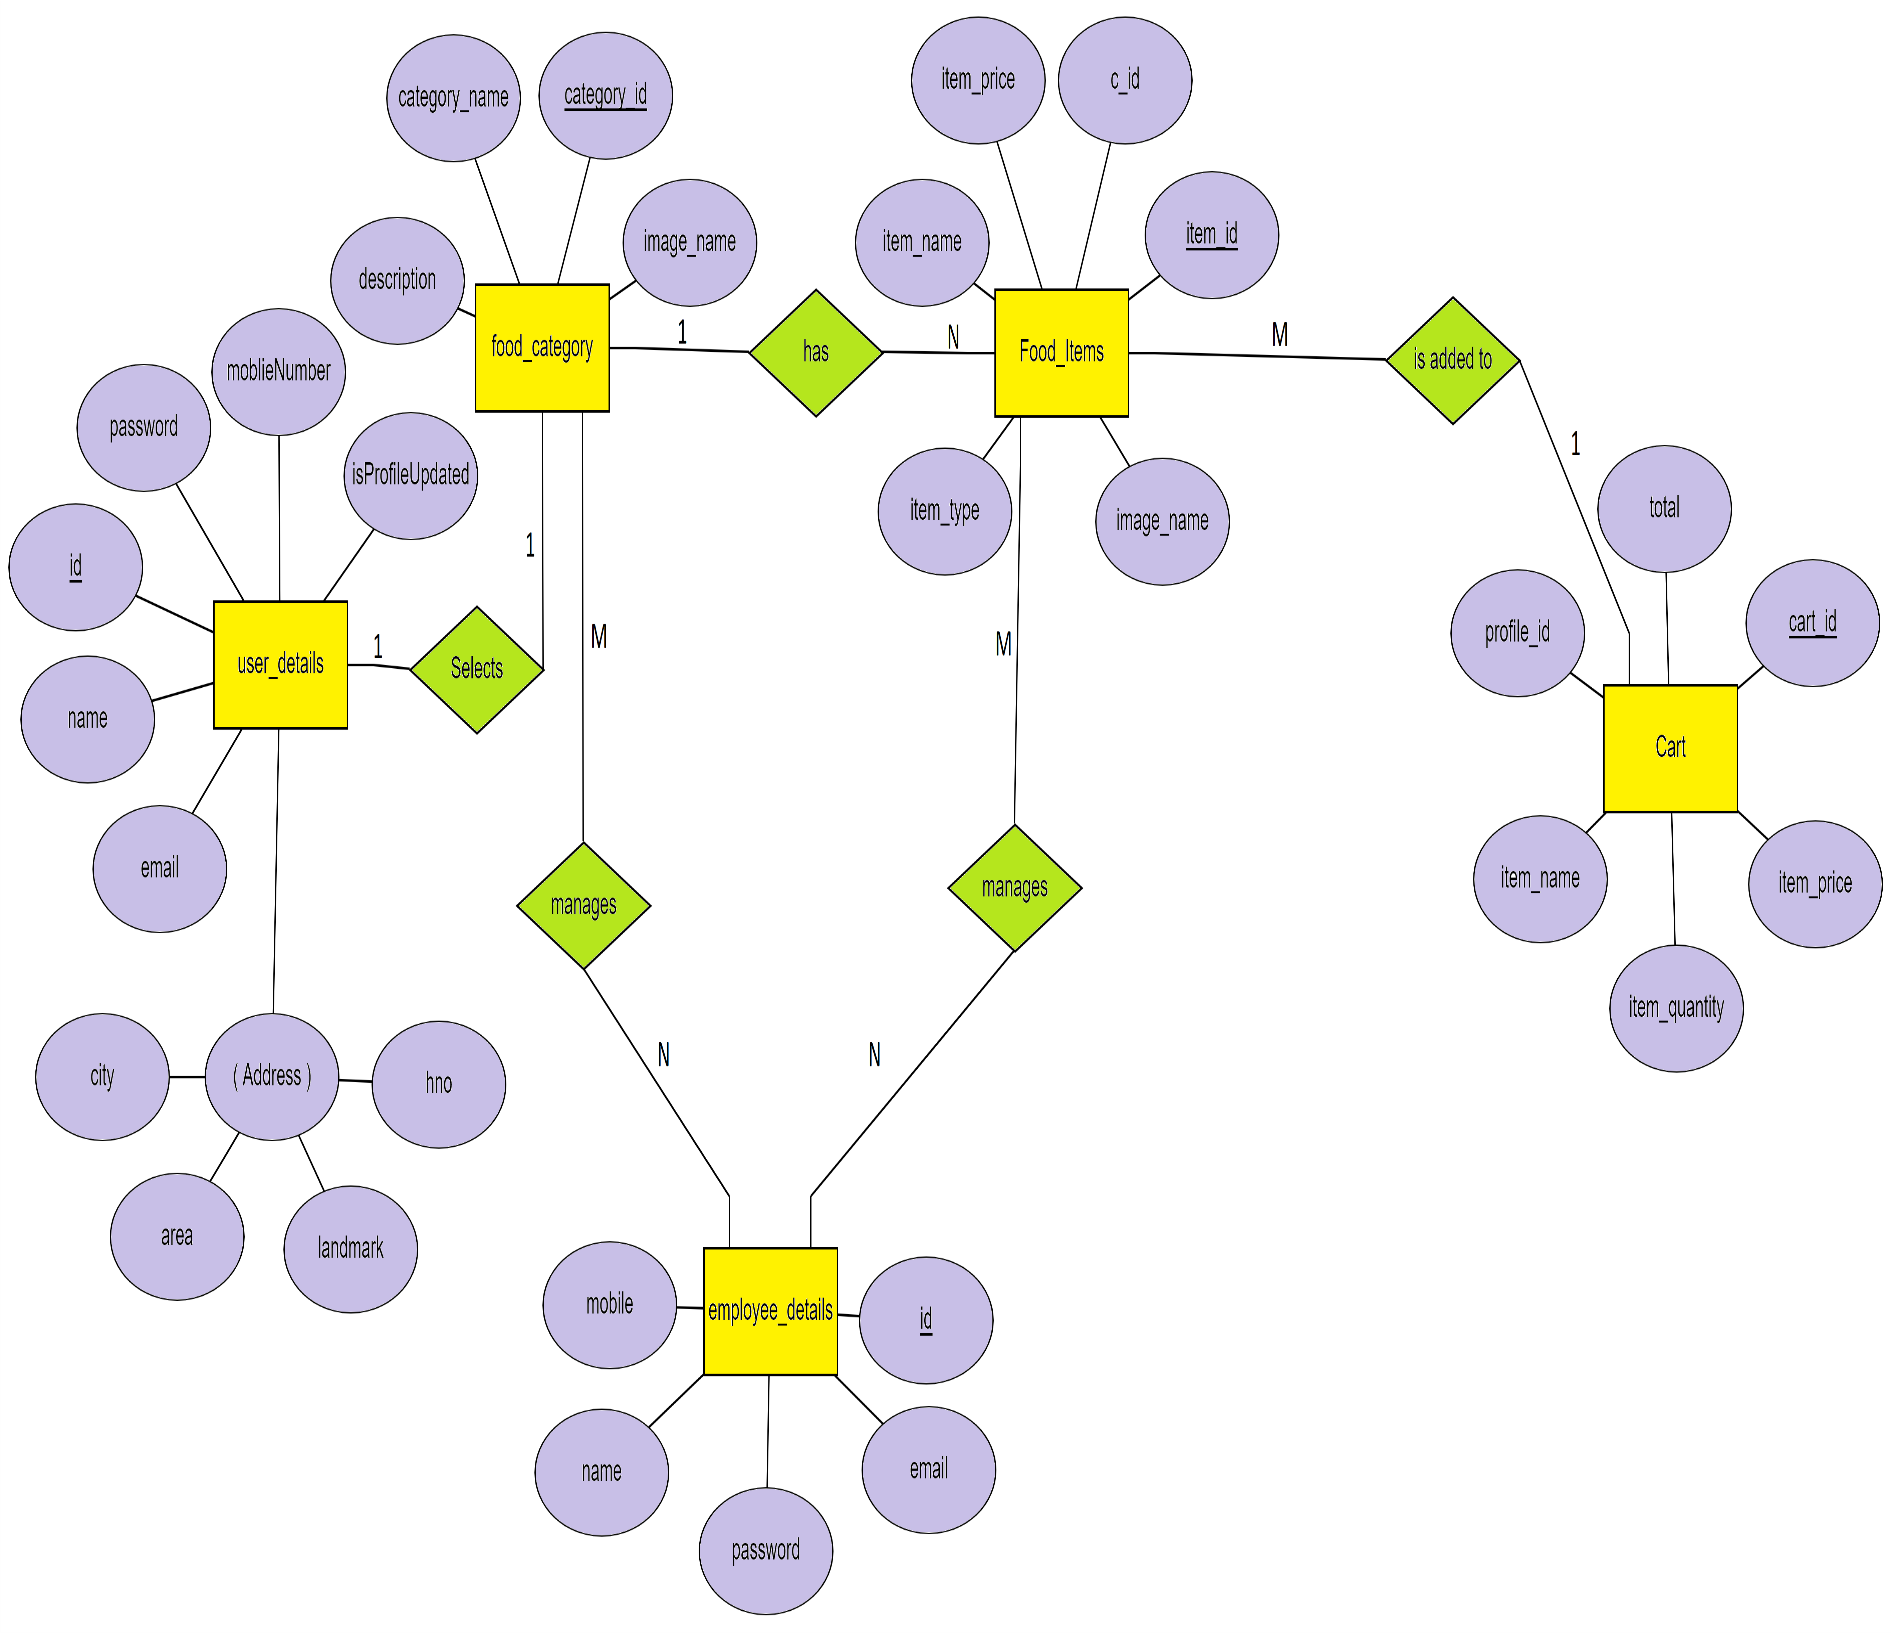 item_price
c_id
category_name
category_id
item_name
item_id
image_name
description
food_category
1
has
N
Food_Items
M
is added to
moblieNumber
password
isProfileUpdated
1
total
id
1
item_type
image_name
profile_id
cart_id
user_details
1
Selects
M
M
name
Cart
email
manages
manages
item_name
item_price
item_quantity
N
N
city
( Address )
hno
area
landmark
mobile
employee_details
id
name
email
password